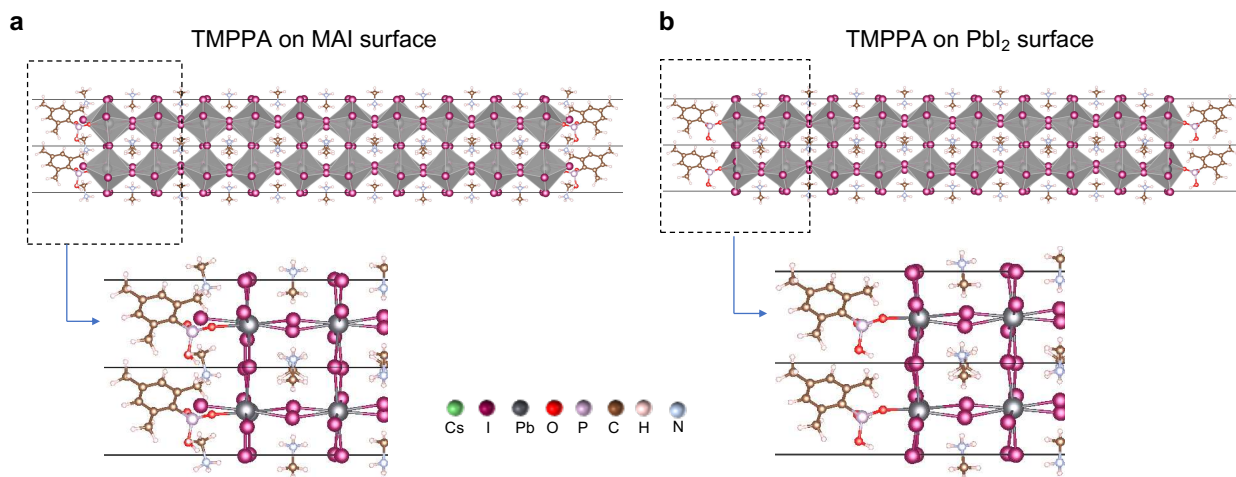 a
TMPPA on MAI surface
b
TMPPA on PbI₂ surface
Cs I Pb O P C H N